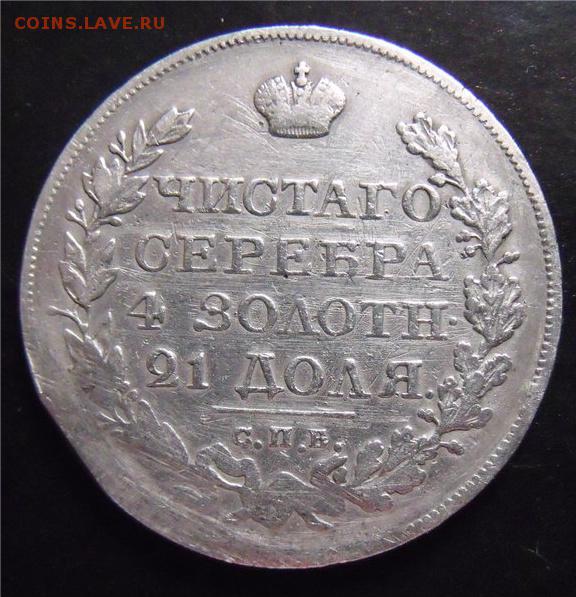 COINS.LAVE.RU
ЧИСТАГО
СЕРЕБРА
4 ЗОЛОТН.
21 ДОЛЯ.
С.П.Б.